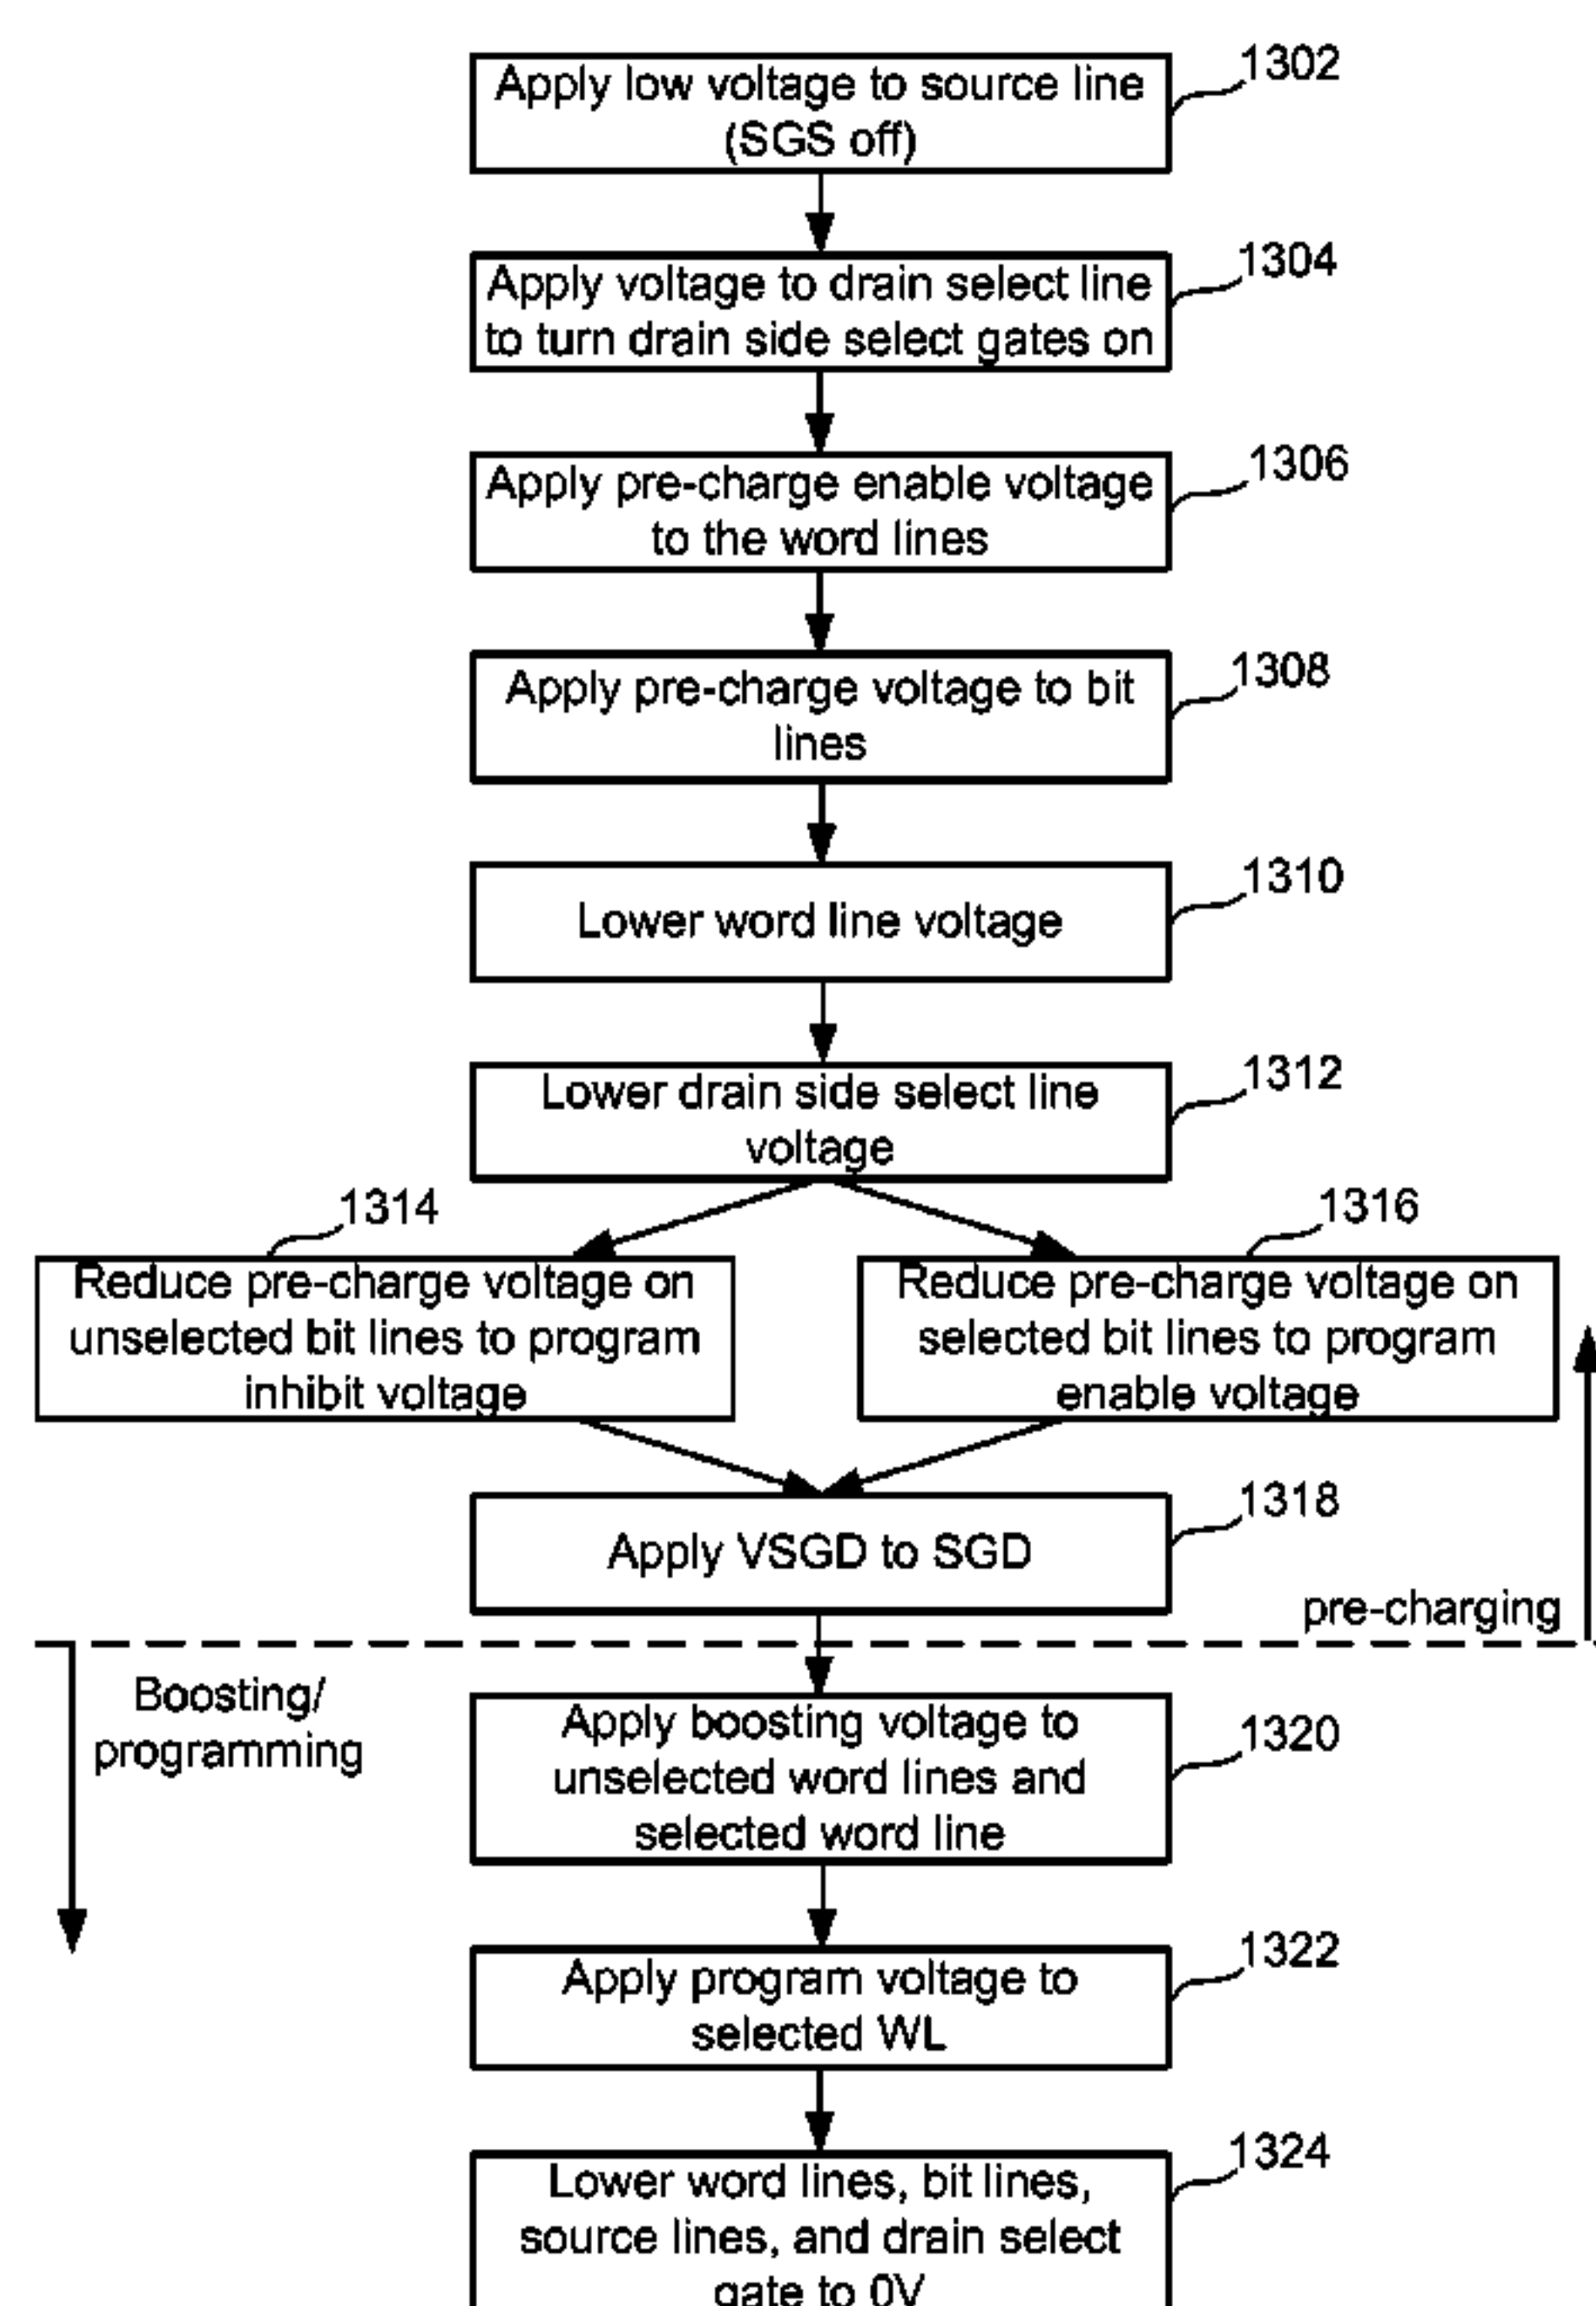 1302
Apply low voltage to source line
(SGS off)
1304
Apply voltage to drain select line
to turn drain side select gates on
1306
Apply pre-charge enable voltage
to the word lines
1308
Apply pre-charge voltage to bit
lines
1310
Lower word line voltage
1312
Lower drain side select line
voltage
1314
Reduce pre-charge voltage on
unselected bit lines to program
inhibit voltage
1316
Reduce pre-charge voltage on
selected bit lines to program
enable voltage
1318
Apply VSGD to SGD
pre-charging
Boosting/
programming
1320
Apply boosting voltage to
unselected word lines and
selected word line
1322
Apply program voltage to
selected WL
1324
Lower word lines, bit lines,
source lines, and drain select
gate to 0V